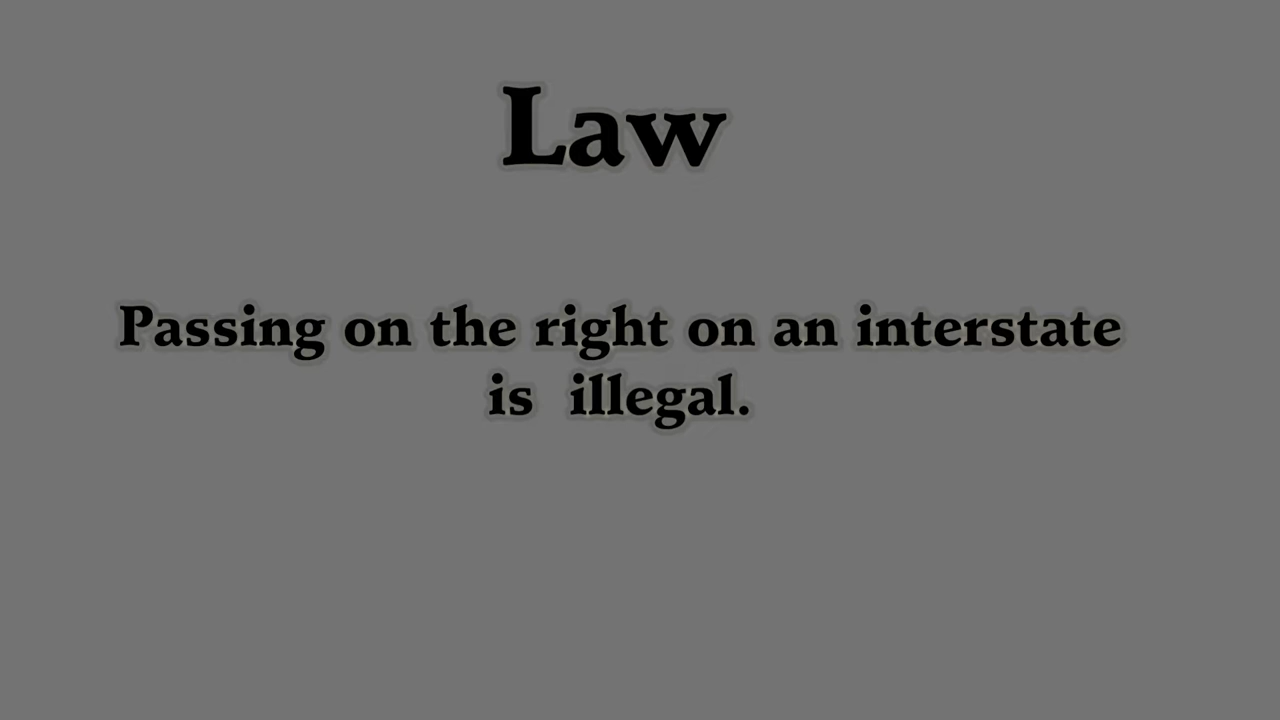 Law
Passing on the right on an interstate
is illegal.